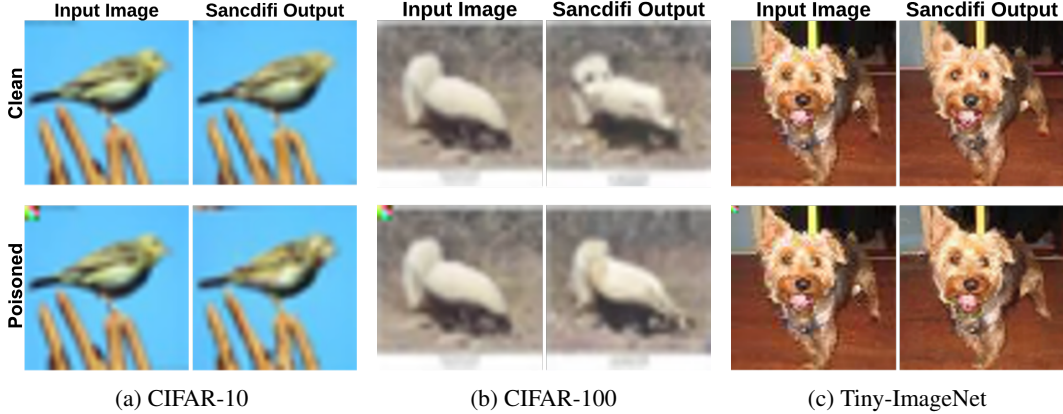 Input Image Sancdifi Output Input Image Sancdifi Output Input Image Sancdifi Output
Clean
Poisoned
(a) CIFAR-10
(b) CIFAR-100
(c) Tiny-ImageNet